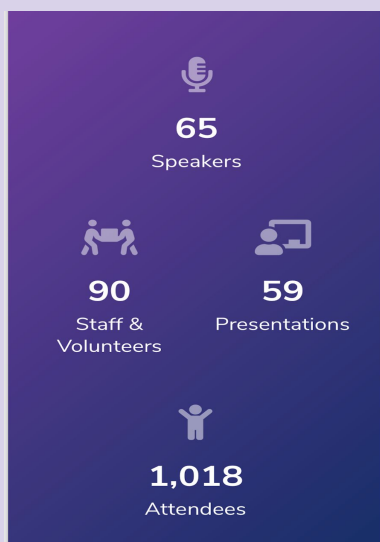 65
Speakers
90
Staff &
Volunteers
59
Presentations
1,018
Attendees